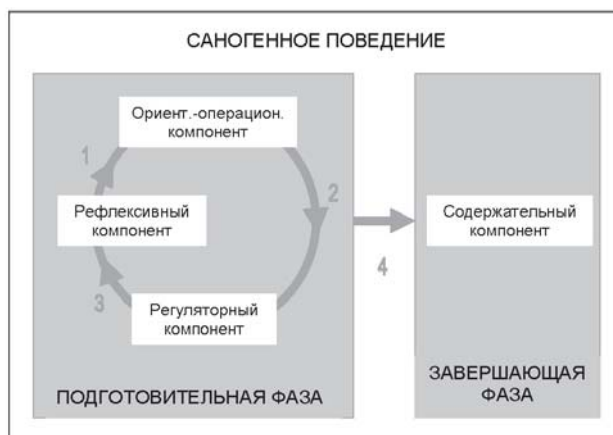 САНОГЕННОЕ ПОВЕДЕНИЕ
Ориент.-операцион.
компонент
1
2
Рефлексивный
компонент
3
Регуляторный
компонент
ПОДГОТОВИТЕЛЬНАЯ ФАЗА
4
Содержательный
компонент
ЗАВЕРШАЮЩАЯ
ФАЗА